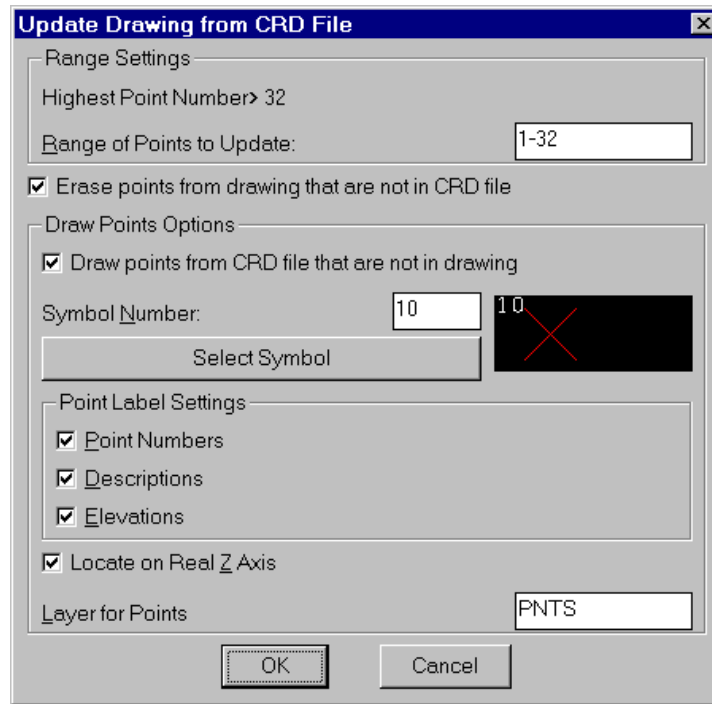 Update Drawing from CRD File
Range Settings
Highest Point Number> 32
Range of Points to Update: 1-32
Erase points from drawing that are not in CRD file
Draw Points Options
Draw points from CRD file that are not in drawing
Symbol Number: 10 10
Select Symbol
Point Label Settings
Point Numbers
Descriptions
Elevations
Locate on Real Z Axis
Layer for Points PNTS
OK Cancel